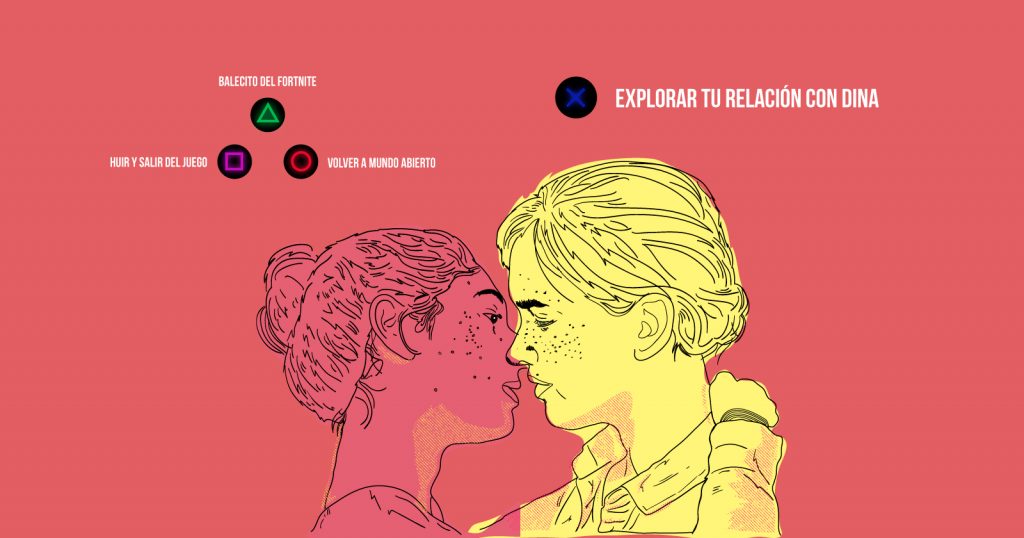 BALECITO DEL FORTNITE
HUIR Y SALIR DEL JUEGO
VOLVER A MUNDO ABIERTO
EXPLORAR TU RELACIÓN CON DINA